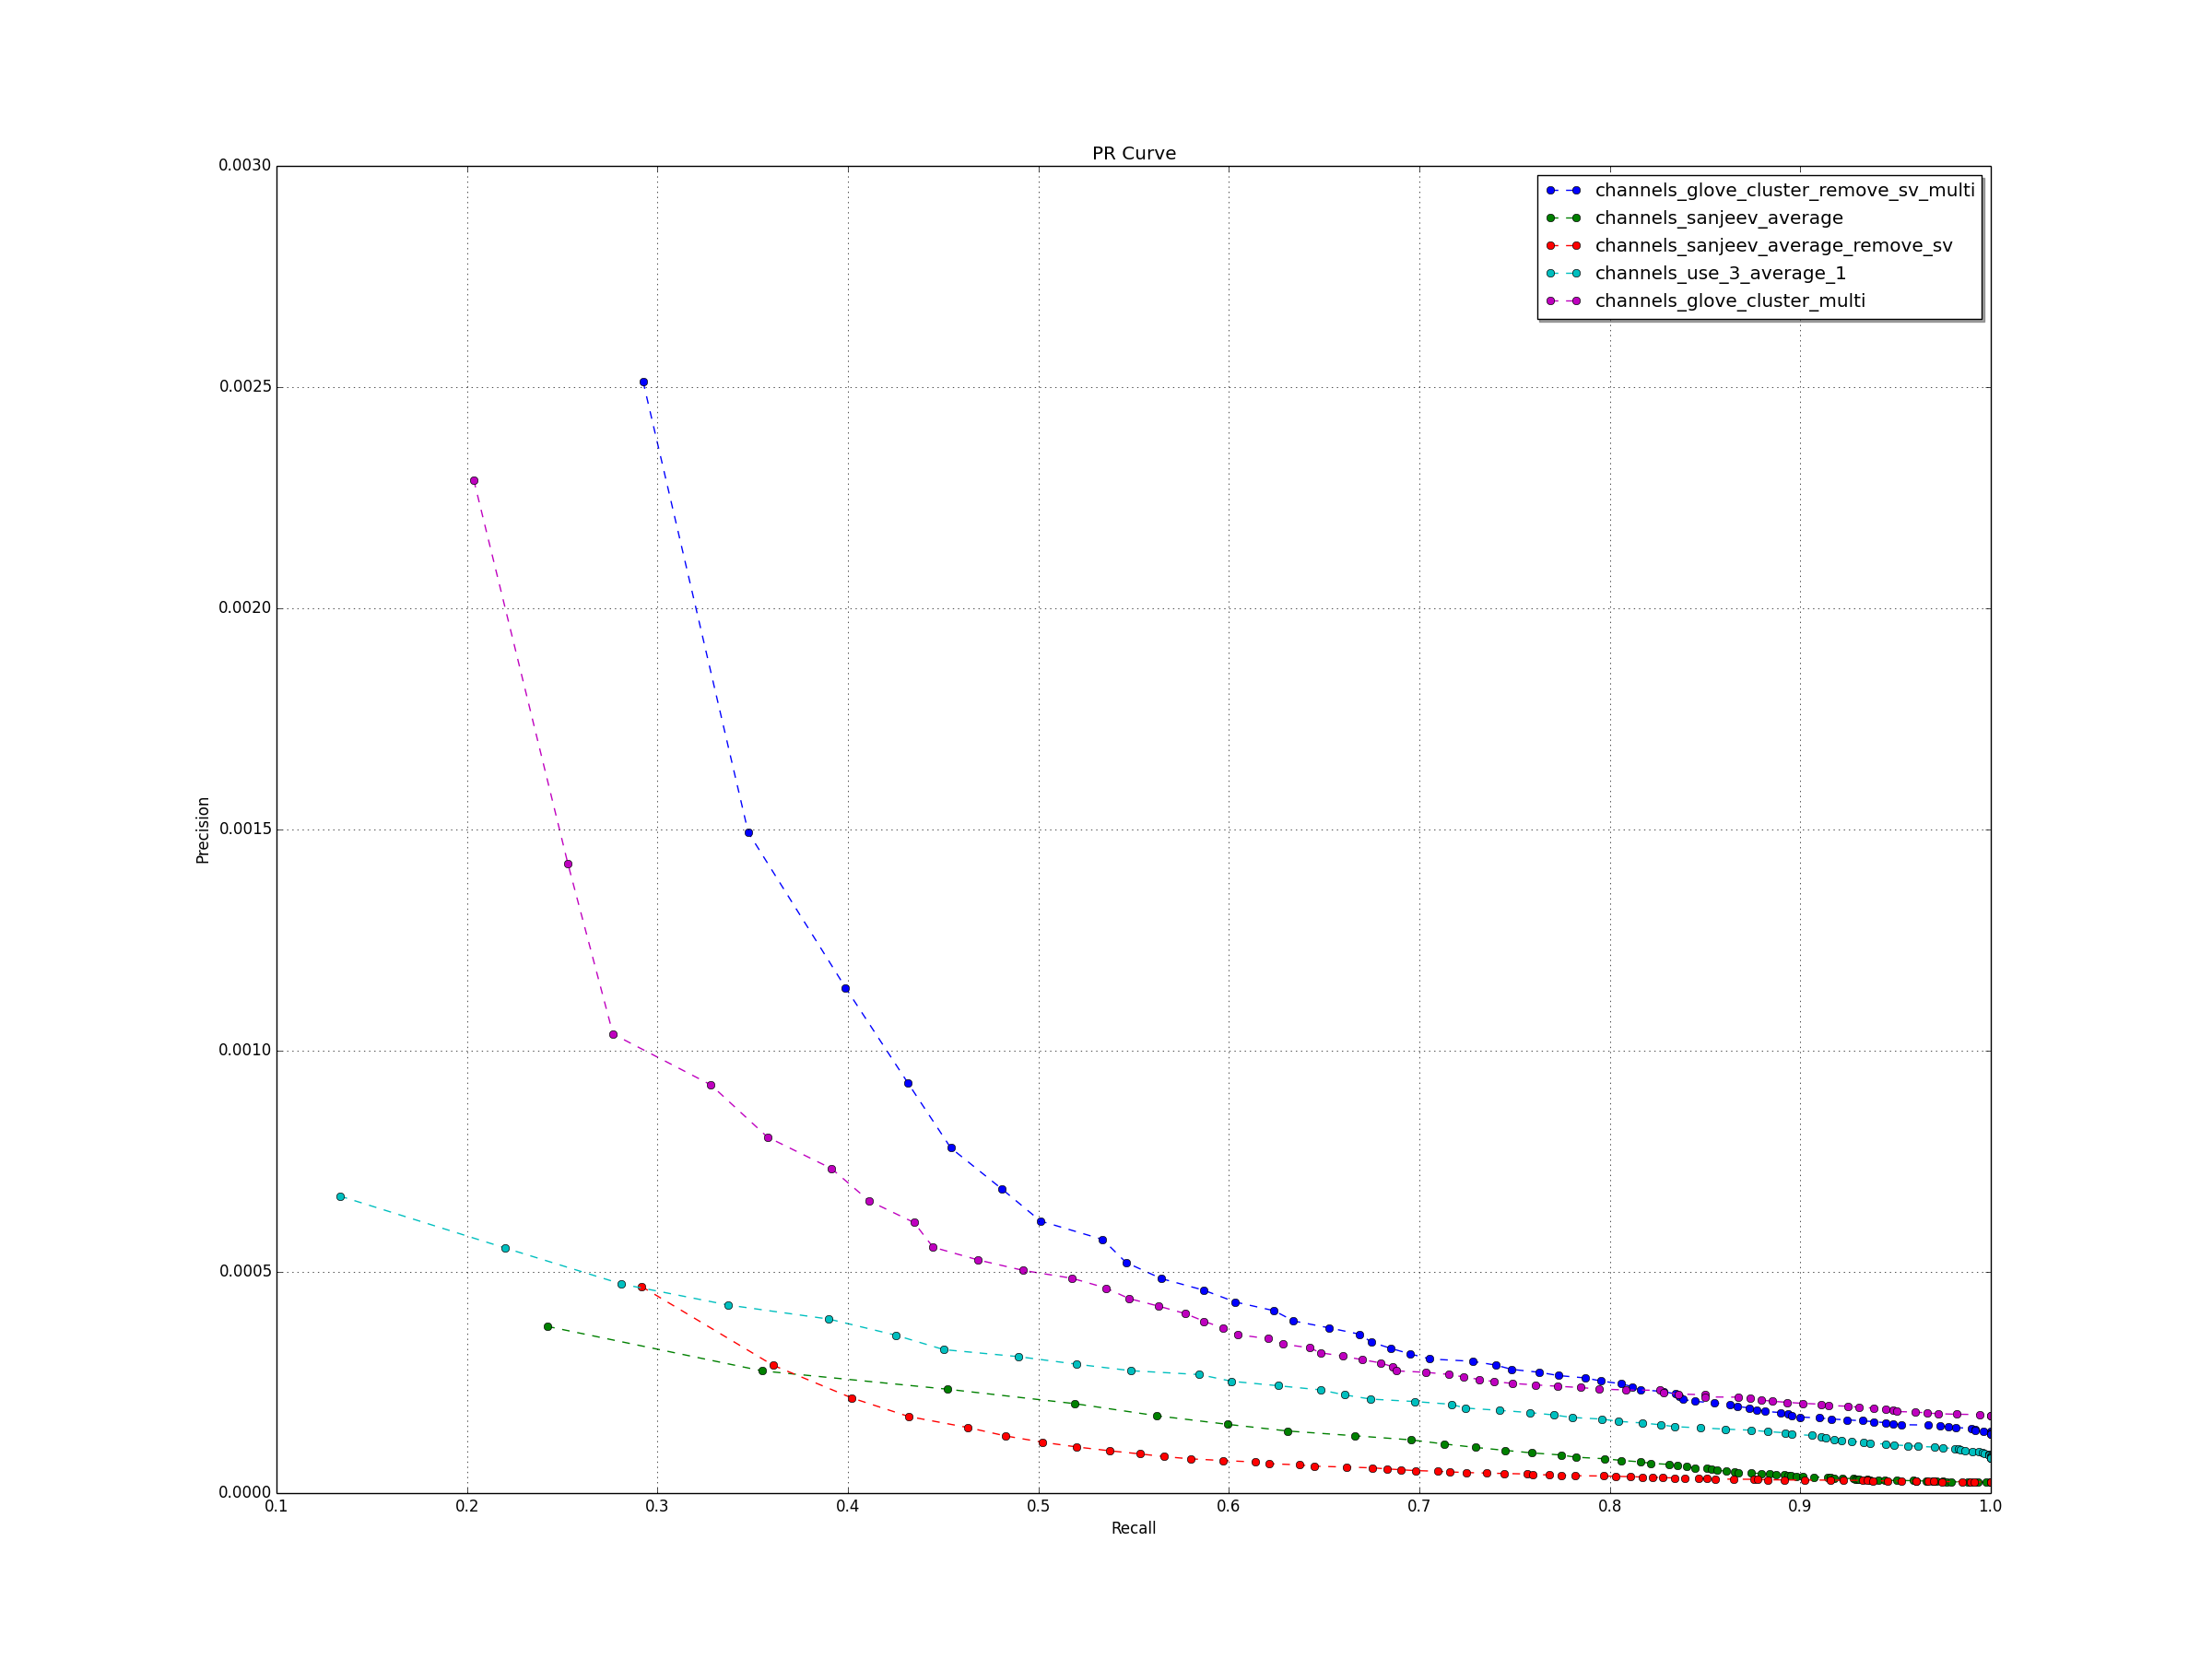 PR Curve
0.0030
0.0025
0.0020
0.0015
0.0010
0.0005
0.0000
Precision
channels_glove_cluster_remove_sv_multi
channels_sanjeev_average
channels_sanjeev_average_remove_sv
channels_use_3_average_1
channels_glove_cluster_multi
0.1 0.2 0.3 0.4 0.5 0.6 0.7 0.8 0.9 1.0
Recall